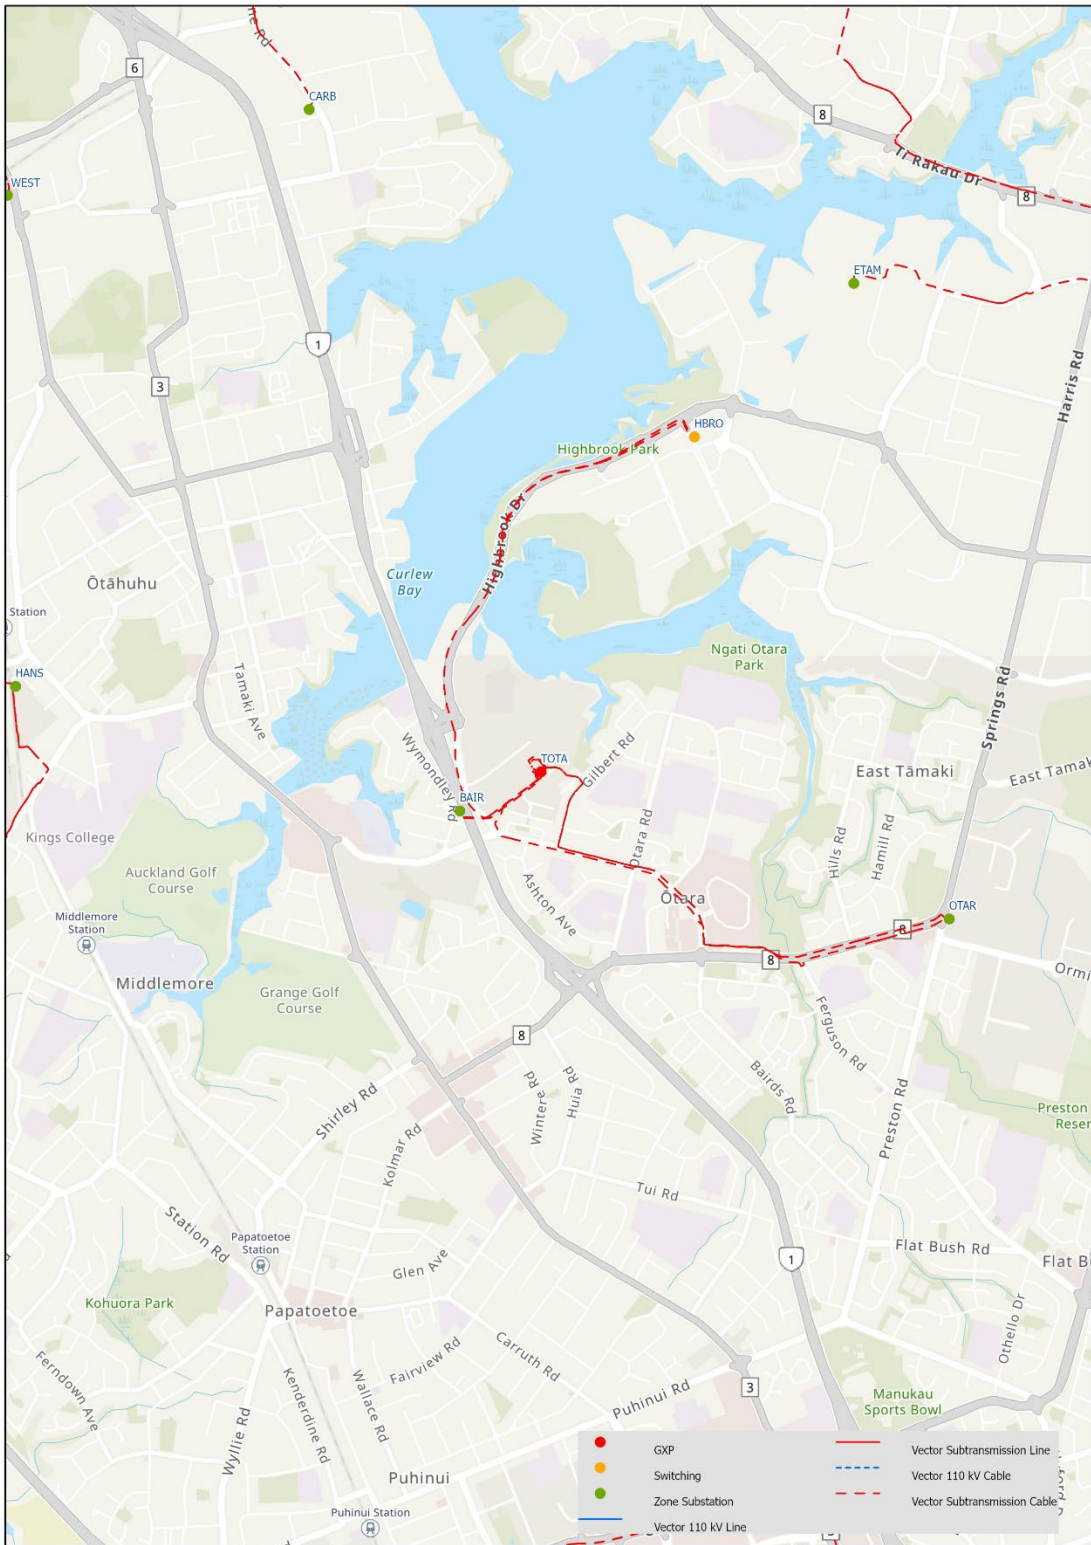 6
CARB
8
Ti Rakau Dr
WEST
8
ETAM
1
3
Harris Rd
HBRO
Highbrook Park
Highbrook Dr
Curlew
Bay
Ōtāhuhu
Station
Ngati Otara
Park
HANS
Tamaki Ave
Springs Rd
Wymondley Rd
TOTA
Gilbert Rd
East Tāmaki
BAIR
Otara Rd
Hills Rd
Hamill Rd
Kings College
Auckland Golf
Course
Ashton Ave
Ōtara
OTAR
Middlemore
Station
8
8
Middlemore
Grange Golf
Course
8
Ferguson Rd
Bairds Rd
Wintere Rd
Huia Rd
Shirley Rd
Kolmar Rd
Preston Rd
Preston
Tui Rd
Station Rd
Papatoetoe
Station
Glen Ave
Flat Bush Rd
1
Kohuora Park
Papatoetoe
Othello Dr
Carruth Rd
Fairview Rd
Ferndown Ave
Kenderdine Rd
Wallace Rd
Puhinui Rd
3
Manukau
Sports Bowl
Wyllie Rd
Puhinui
Puhinui Station
GXP
Switching
Zone Substation
Vector 110 kV Line
Vector Subtransmission Line
Vector 110 kV Cable
Vector Subtransmission Cable